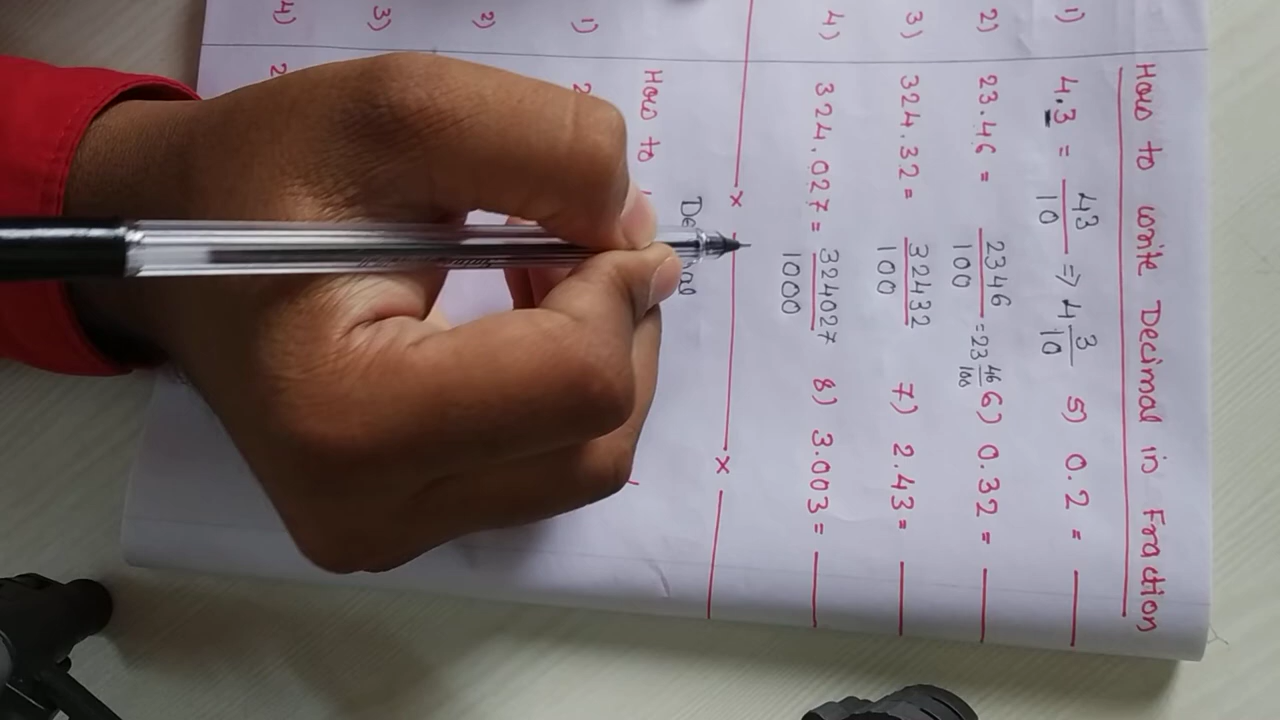 How to write Decimal in Fraction
1) 4.3 = 43/10 ⇒ 4 3/10 5) 0.2 =
2) 23.46 = 2346/100 = 23 46/100 6) 0.32 =
3) 324.32 = 32432/100 7) 2.43 =
4) 324.027 = 324027/1000 8) 3.003 =
x x
How to
1) 2
2)
3)
4) 2